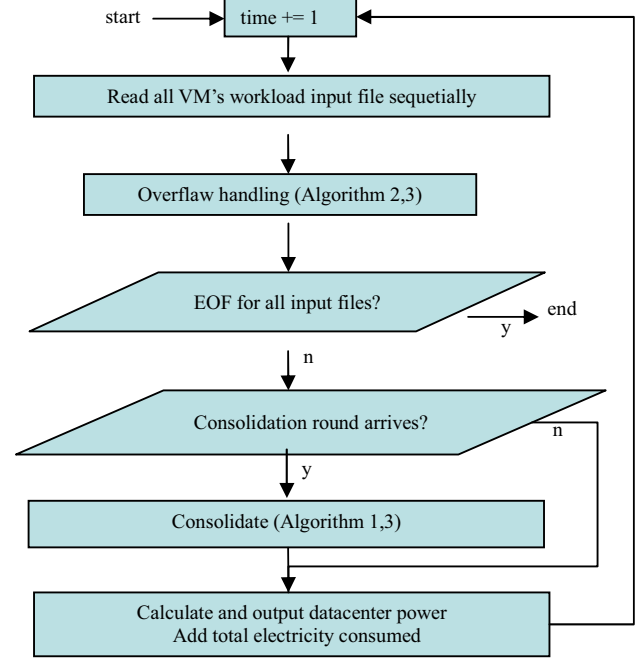 start
time += 1
Read all VM's workload input file sequetially
Overflaw handling (Algorithm 2,3)
EOF for all input files?
end
y
n
Consolidation round arrives?
n
y
Consolidate (Algorithm 1,3)
Calculate and output datacenter power
Add total electricity consumed